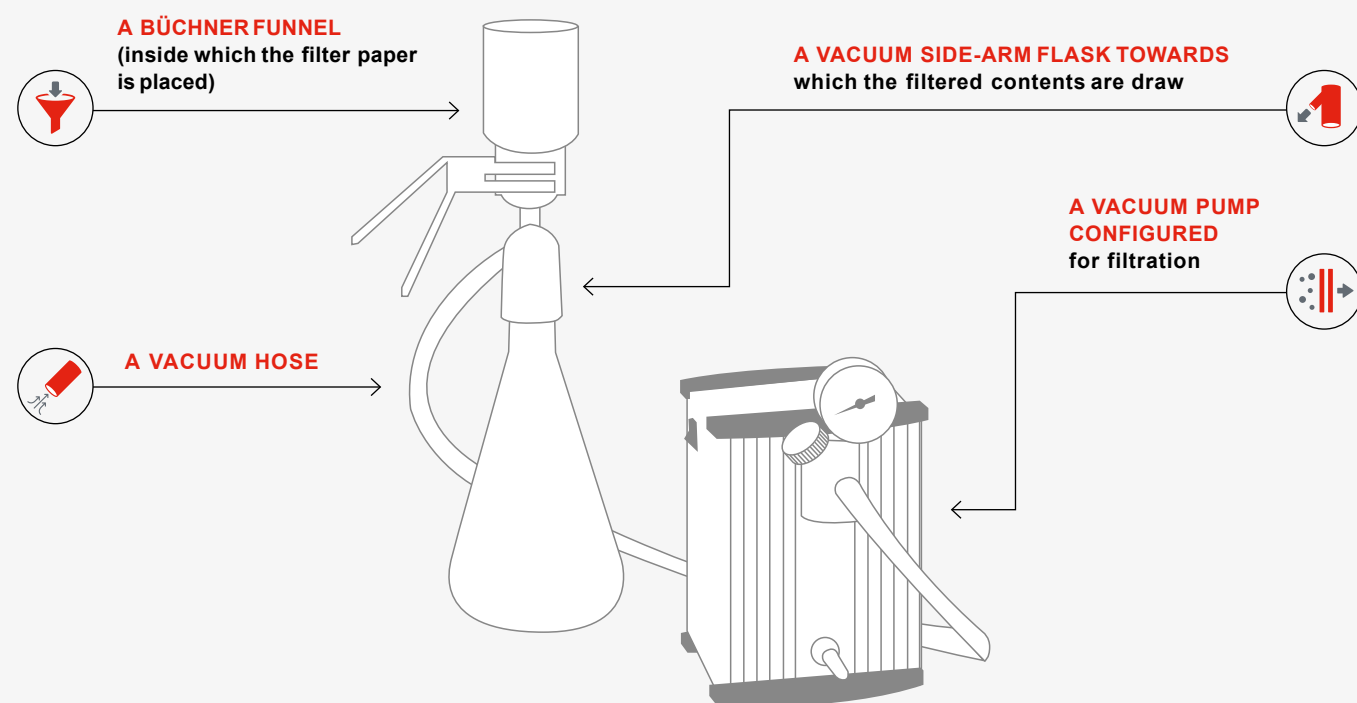 A BÜCHNER FUNNEL
(inside which the filter paper
is placed)
A VACUUM SIDE-ARM FLASK TOWARDS
which the filtered contents are draw
A VACUUM PUMP
CONFIGURED
for filtration
A VACUUM HOSE